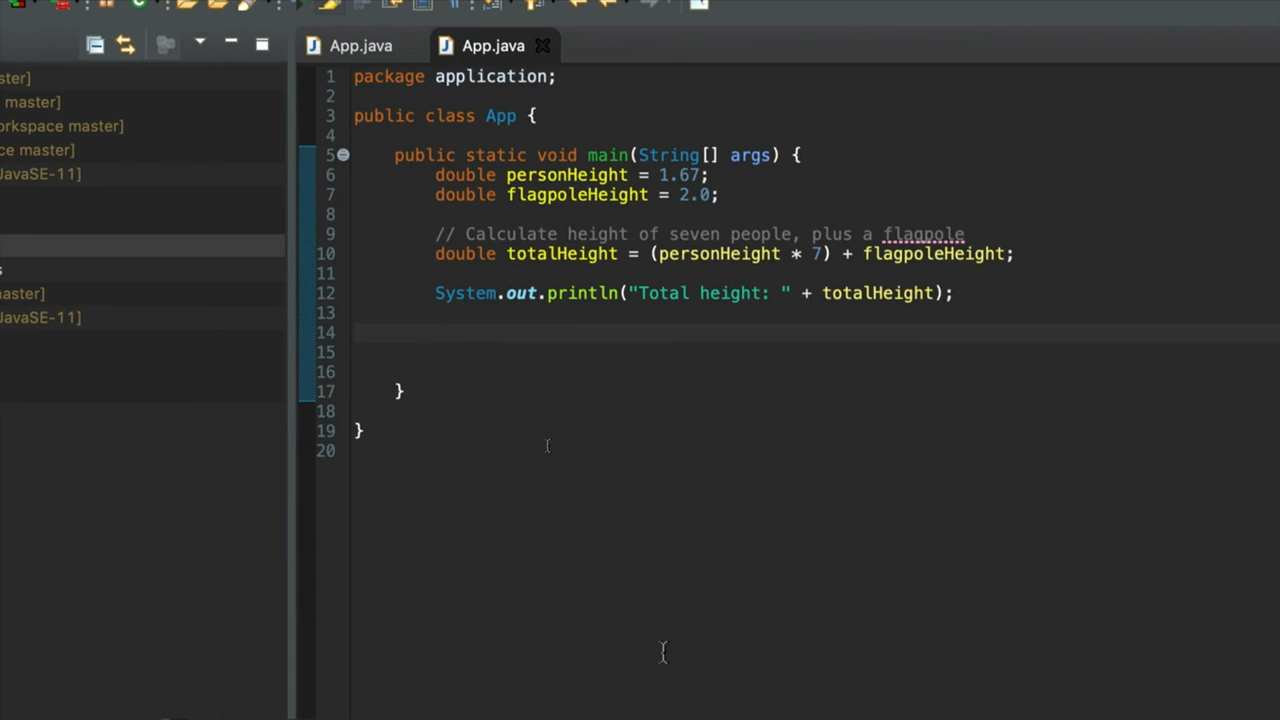 App.java
App.java
ster]
master]
orkspace master]
ce master]
JavaSE-11]
s
master]
JavaSE-11]
1 package application;
2
3 public class App {
4
5 public static void main(String[] args) {
6 double personHeight = 1.67;
7 double flagpoleHeight = 2.0;
8
9 // Calculate height of seven people, plus a flagpole
10 double totalHeight = (personHeight * 7) + flagpoleHeight;
11
12 System.out.println("Total height: " + totalHeight);
13
14
15
16
17 }
18
19 }
20